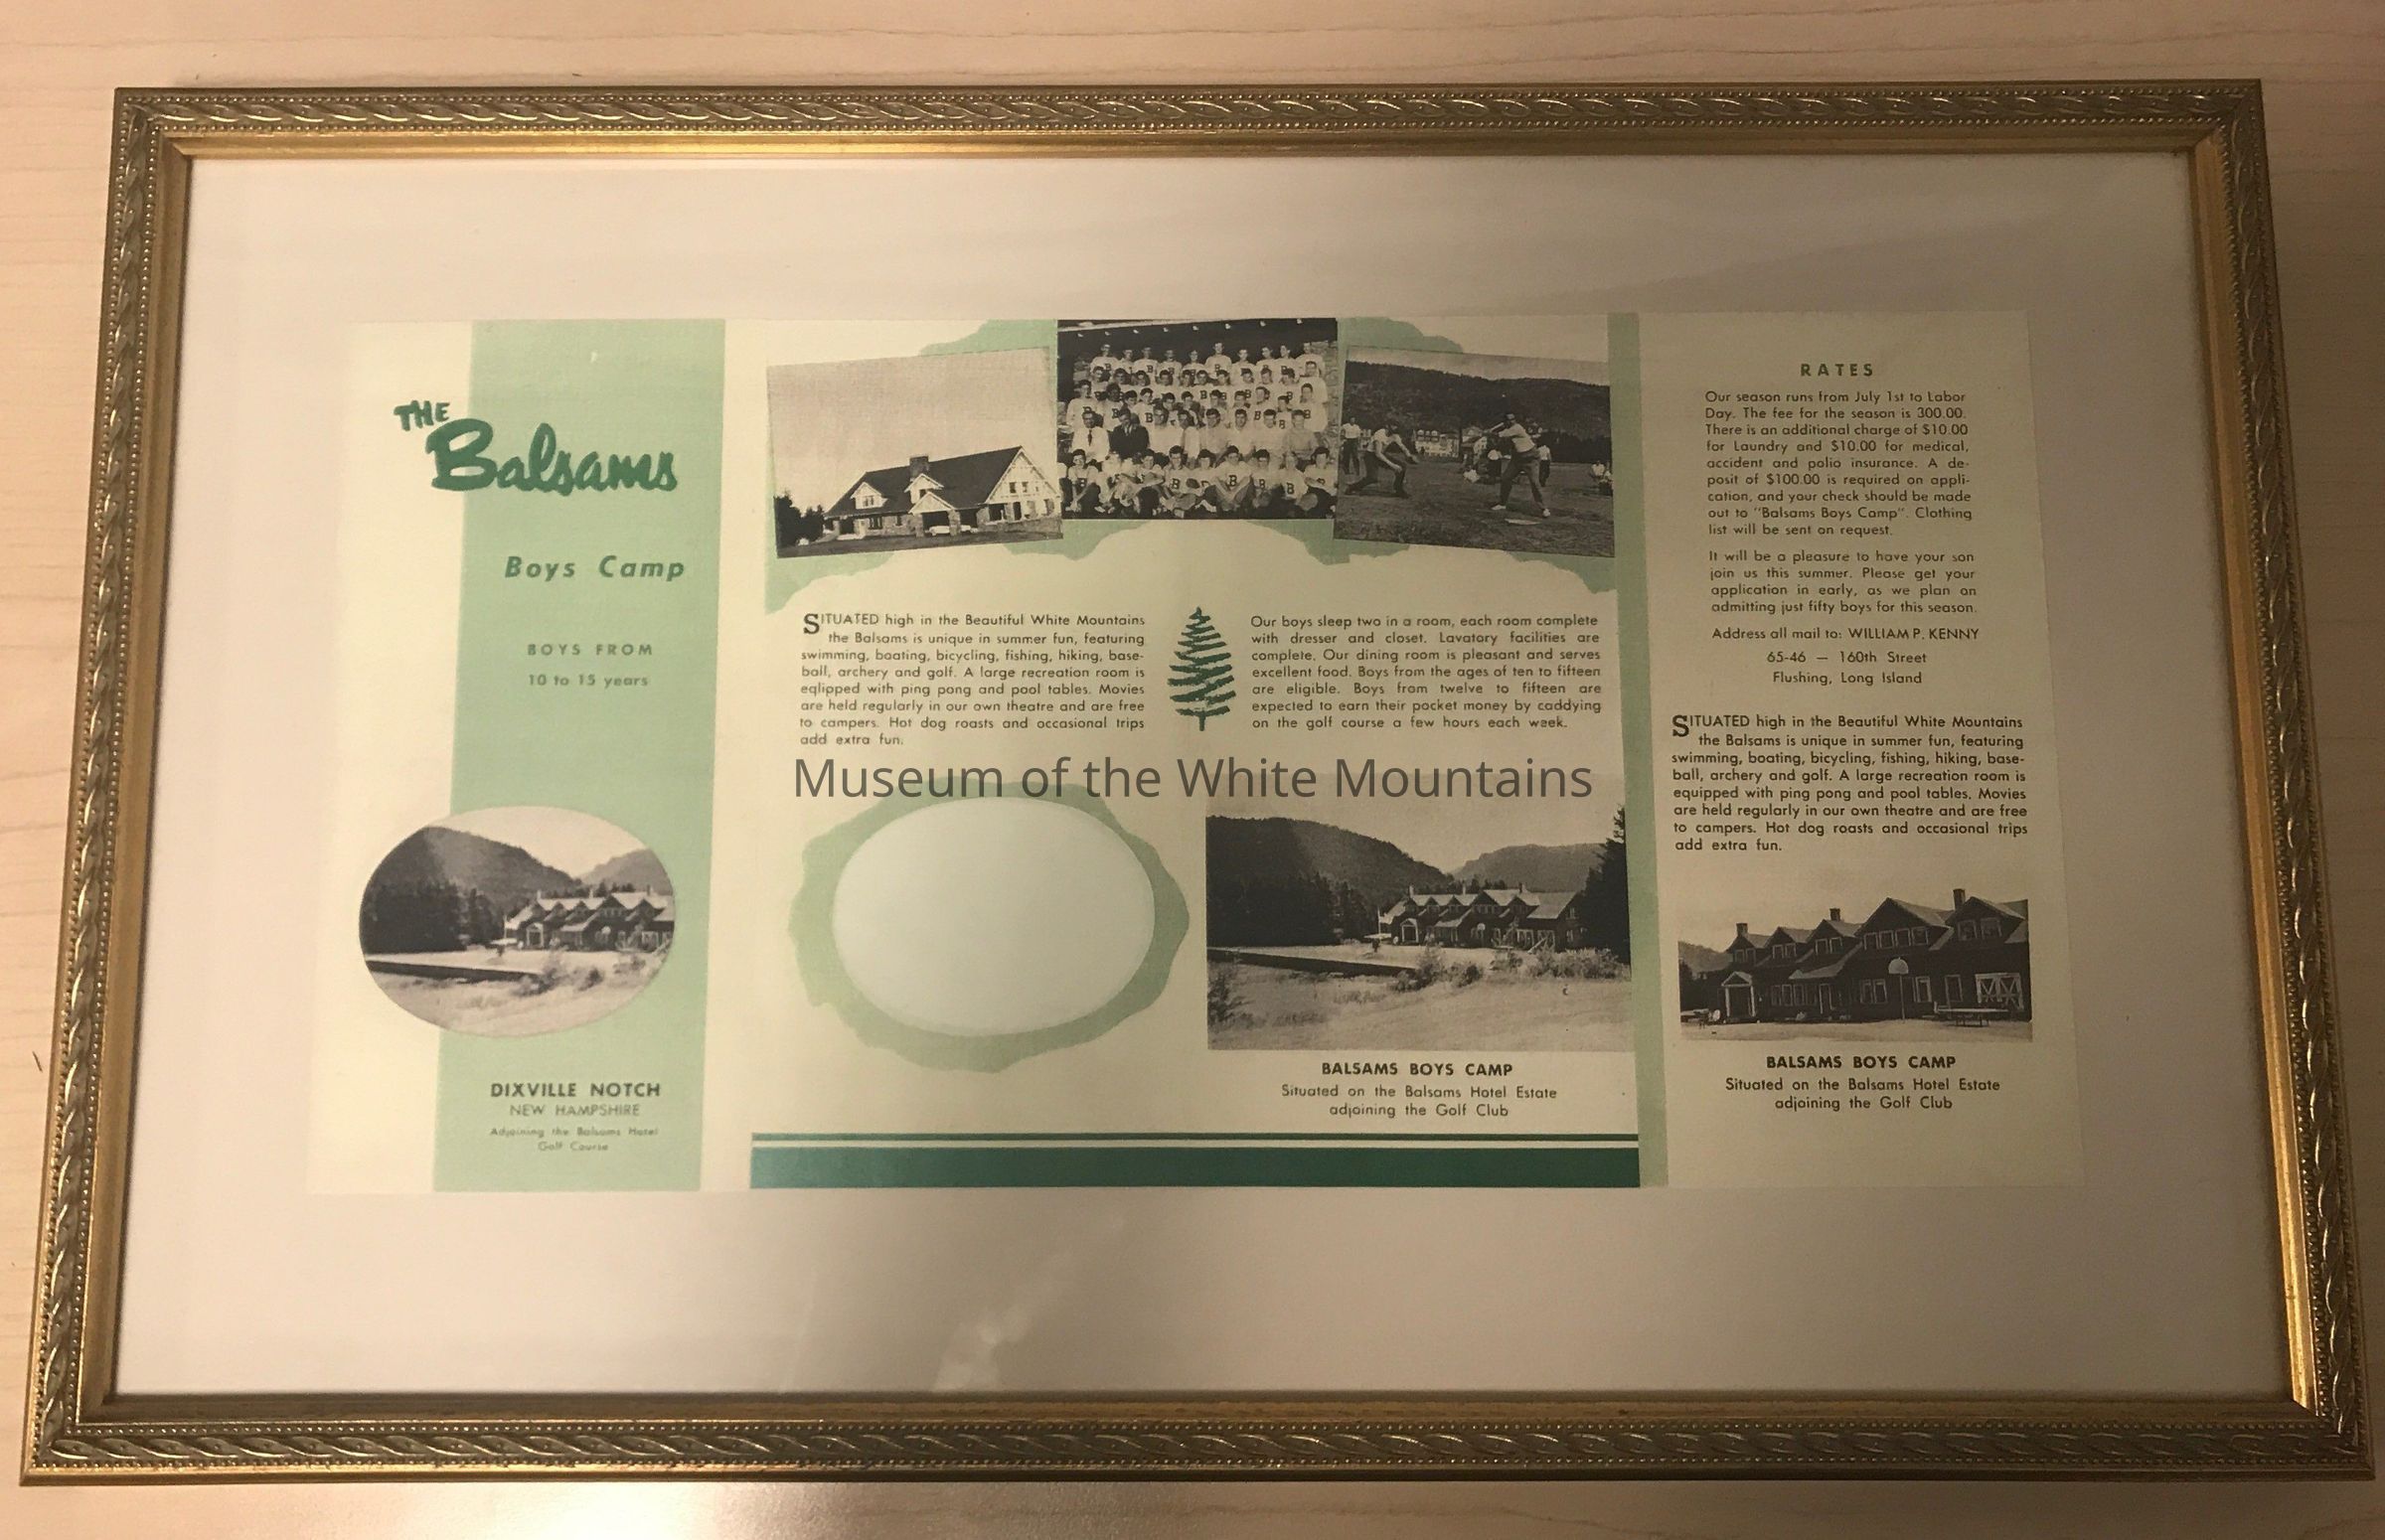 THE
Balsams
Boys Camp
BOYS FROM
10 to 15 years
DIXVILLE NOTCH
NEW HAMPSHIRE
Adjoining the Balsams Hotel
Golf Course
SITUATED high in the Beautiful White Mountains
the Balsams is unique in summer fun, featuring
swimming, boating, bicycling, fishing, hiking, base-
ball, archery and golf. A large recreation room is
eqlipped with ping pong and pool tables. Movies
are held regularly in our own theatre and are free
to campers. Hot dog roasts and occasional trips
add extra fun.
Our boys sleep two in a room, each room complete
with dresser and closet. Lavatory facilities are
complete. Our dining room is pleasant and serves
excellent food. Boys from the ages of ten to fifteen
are eligible. Boys from twelve to fifteen are
expected to earn their pocket money by caddying
on the golf course a few hours each week.
Museum of the White Mountains
BALSAMS BOYS CAMP
Situated on the Balsams Hotel Estate
adjoining the Golf Club
RATES
Our season runs from July 1st to Labor
Day. The fee for the season is 300.00.
There is an additional charge of $10.00
for Laundry and $10.00 for medical,
accident and polio insurance. A de-
posit of $100.00 is required on appli-
cation, and your check should be made
out to "Balsams Boys Camp". Clothing
list will be sent on request.
It will be a pleasure to have your son
join us this summer. Please get your
application in early, as we plan on
admitting just fifty boys for this season.
Address all mail to: WILLIAM P. KENNY
65-46 — 160th Street
Flushing, Long Island
SITUATED high in the Beautiful White Mountains
the Balsams is unique in summer fun, featuring
swimming, boating, bicycling, fishing, hiking, base-
ball, archery and golf. A large recreation room is
equipped with ping pong and pool tables. Movies
are held regularly in our own theatre and are free
to campers. Hot dog roasts and occasional trips
add extra fun.
BALSAMS BOYS CAMP
Situated on the Balsams Hotel Estate
adjoining the Golf Club